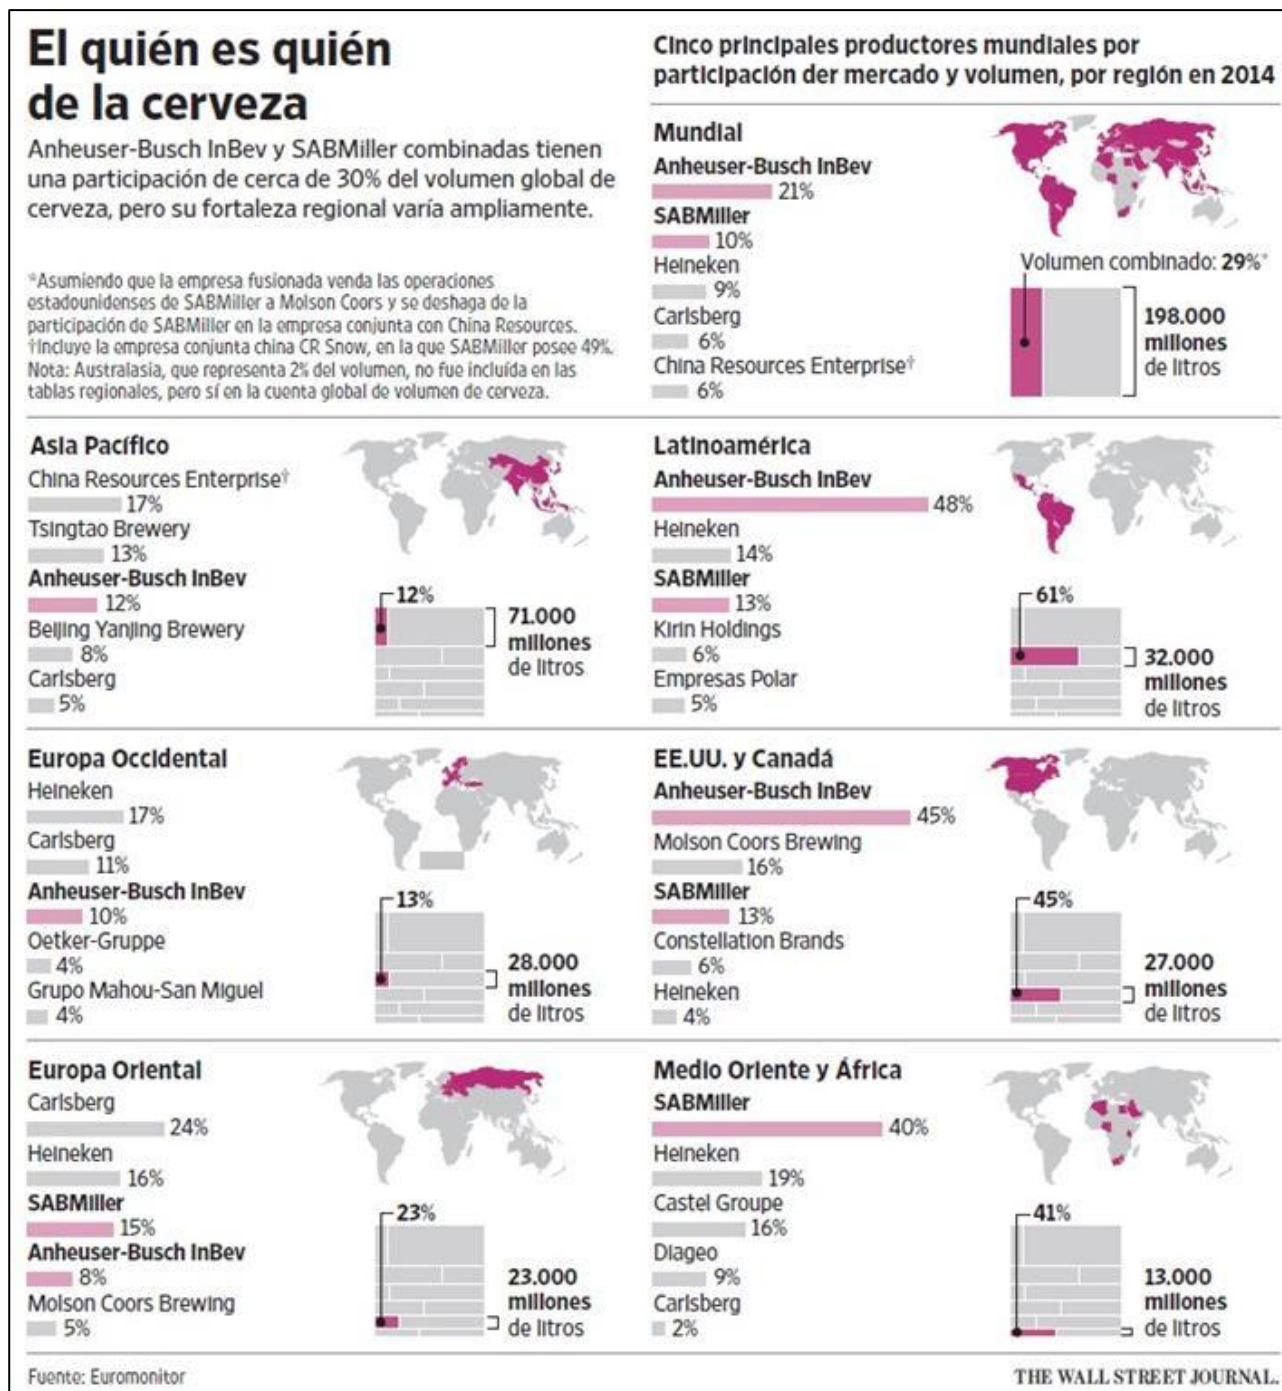 El quién es quién
de la cerveza
Anheuser-Busch InBev y SABMiller combinadas tienen
una participación de cerca de 30% del volumen global de
cerveza, pero su fortaleza regional varía ampliamente.
*Asumiendo que la empresa fusionada venda las operaciones
estadounidenses de SABMiller a Molson Coors y se deshaga de la
participación de SABMiller en la empresa conjunta con China Resources.
†Incluye la empresa conjunta china CR Snow, en la que SABMiller posee 49%.
Nota: Australasia, que representa 2% del volumen, no fue incluída en las
tablas regionales, pero sí en la cuenta global de volumen de cerveza.
Cinco principales productores mundiales por
participación der mercado y volumen, por región en 2014
Mundial
Anheuser-Busch InBev
21%
SABMiller
10%
Heineken
9%
Carlsberg
6%
China Resources Enterprise†
6%
Volumen combinado: 29%*
198.000
millones
de litros
Asia Pacífico
China Resources Enterprise†
17%
Tsingtao Brewery
13%
Anheuser-Busch InBev
12%
Beijing Yanjing Brewery
8%
Carlsberg
5%
12%
71.000
millones
de litros
Latinoamérica
Anheuser-Busch InBev
48%
Heineken
14%
SABMiller
13%
Kirin Holdings
6%
Empresas Polar
5%
61%
32.000
millones
de litros
Europa Occidental
Heineken
17%
Carlsberg
11%
Anheuser-Busch InBev
10%
Oetker-Gruppe
4%
Grupo Mahou-San Miguel
4%
13%
28.000
millones
de litros
EE.UU. y Canadá
Anheuser-Busch InBev
45%
Molson Coors Brewing
16%
SABMiller
13%
Constellation Brands
6%
Heineken
4%
45%
27.000
millones
de litros
Europa Oriental
Carlsberg
24%
Heineken
16%
SABMiller
15%
Anheuser-Busch InBev
8%
Molson Coors Brewing
5%
23%
23.000
millones
de litros
Medio Oriente y África
SABMiller
40%
Heineken
19%
Castel Groupe
16%
Diageo
9%
Carlsberg
2%
41%
13.000
millones
de litros
Fuente: Euromonitor
THE WALL STREET JOURNAL.